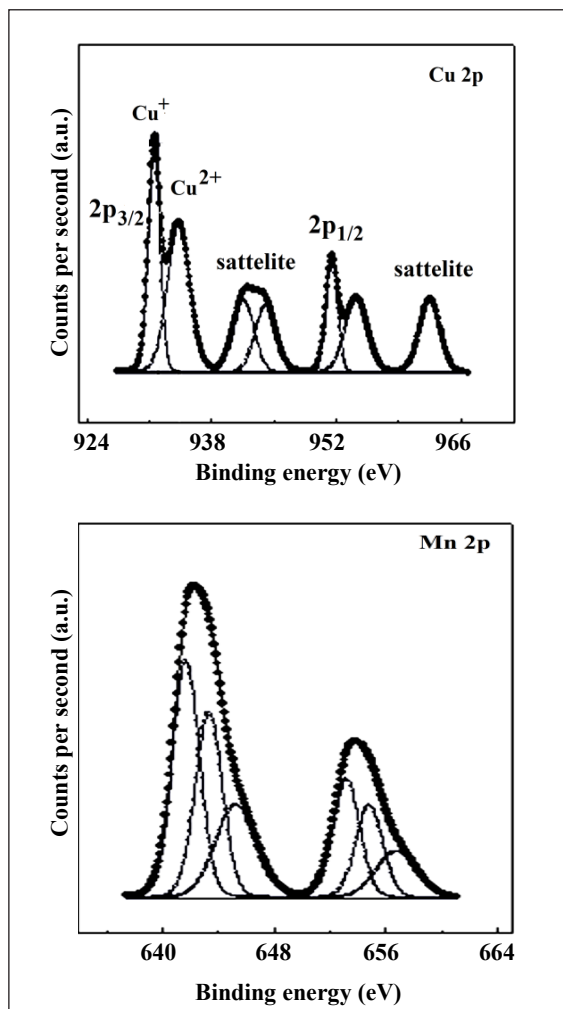 Cu 2p
Cu+
Cu2+
2p3/2
sattelite
2p1/2
sattelite
Counts per second (a.u.)
924 938 952 966
Binding energy (eV)
Mn 2p
Counts per second (a.u.)
640 648 656 664
Binding energy (eV)